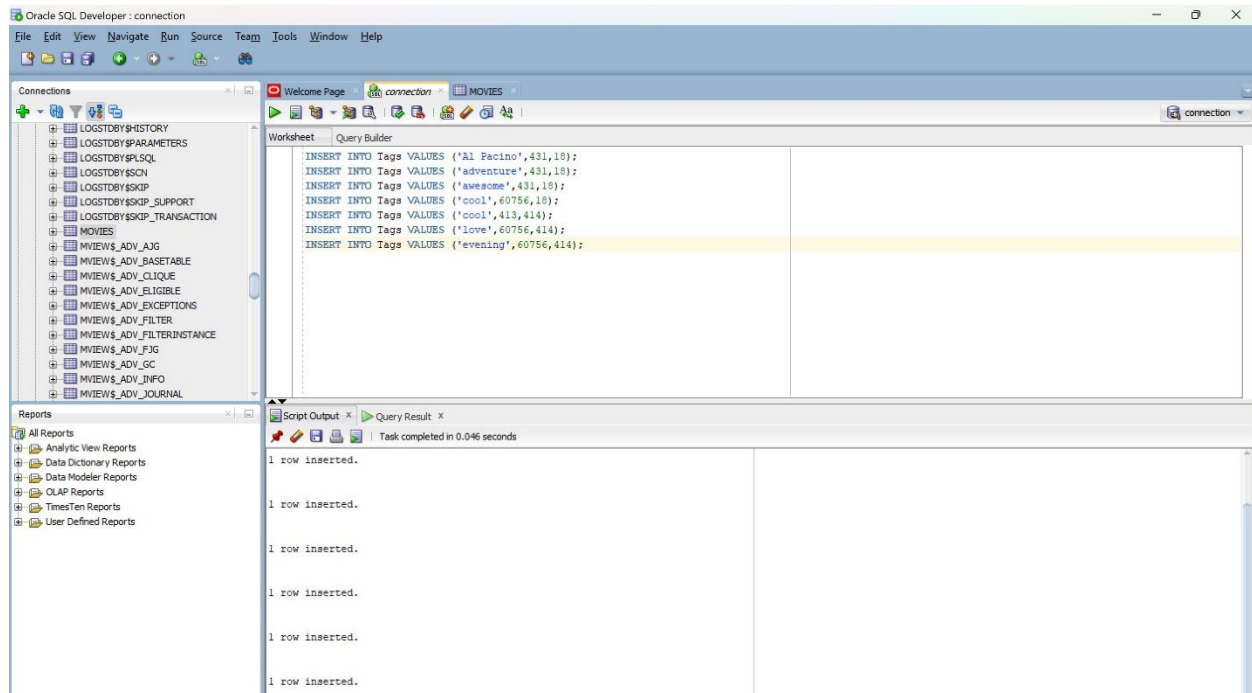 Oracle SQL Developer : connection
File Edit View Navigate Run Source Team Tools Window Help
Connections
LOGSTDBY$HISTORY
LOGSTDBY$PARAMETERS
LOGSTDBY$PLSQL
LOGSTDBY$SCN
LOGSTDBY$SKIP
LOGSTDBY$SKIP_SUPPORT
LOGSTDBY$SKIP_TRANSACTION
MOVIES
MVIEW$_ADV_AJG
MVIEW$_ADV_BASETABLE
MVIEW$_ADV_CLIQUE
MVIEW$_ADV_ELIGIBLE
MVIEW$_ADV_EXCEPTIONS
MVIEW$_ADV_FILTER
MVIEW$_ADV_FILTERINSTANCE
MVIEW$_ADV_FJG
MVIEW$_ADV_GC
MVIEW$_ADV_INFO
MVIEW$_ADV_JOURNAL
Reports
All Reports
Analytic View Reports
Data Dictionary Reports
Data Modeler Reports
OLAP Reports
TimesTen Reports
User Defined Reports
Welcome Page connection MOVIES
connection
Worksheet Query Builder
INSERT INTO Tags VALUES ('Al Pacino',431,18);
INSERT INTO Tags VALUES ('adventure',431,18);
INSERT INTO Tags VALUES ('awesome',431,18);
INSERT INTO Tags VALUES ('cool',60756,18);
INSERT INTO Tags VALUES ('cool',413,414);
INSERT INTO Tags VALUES ('love',60756,414);
INSERT INTO Tags VALUES ('evening',60756,414);
Script Output Query Result
Task completed in 0.046 seconds
1 row inserted.
1 row inserted.
1 row inserted.
1 row inserted.
1 row inserted.
1 row inserted.